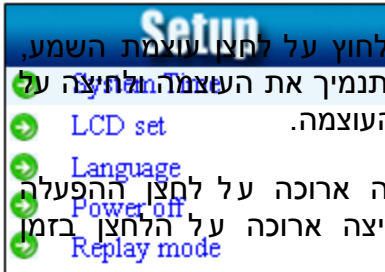 Setup
לחוץ על לחצן עוצמת השמע,
System Time
תנמיך את העוצמה ולחיצה על
LCD set
העוצמה.
Language
ה ארוכה על לחצן ההפעלה
Power off
יצה ארוכה על הלחצן בזמן
Replay mode